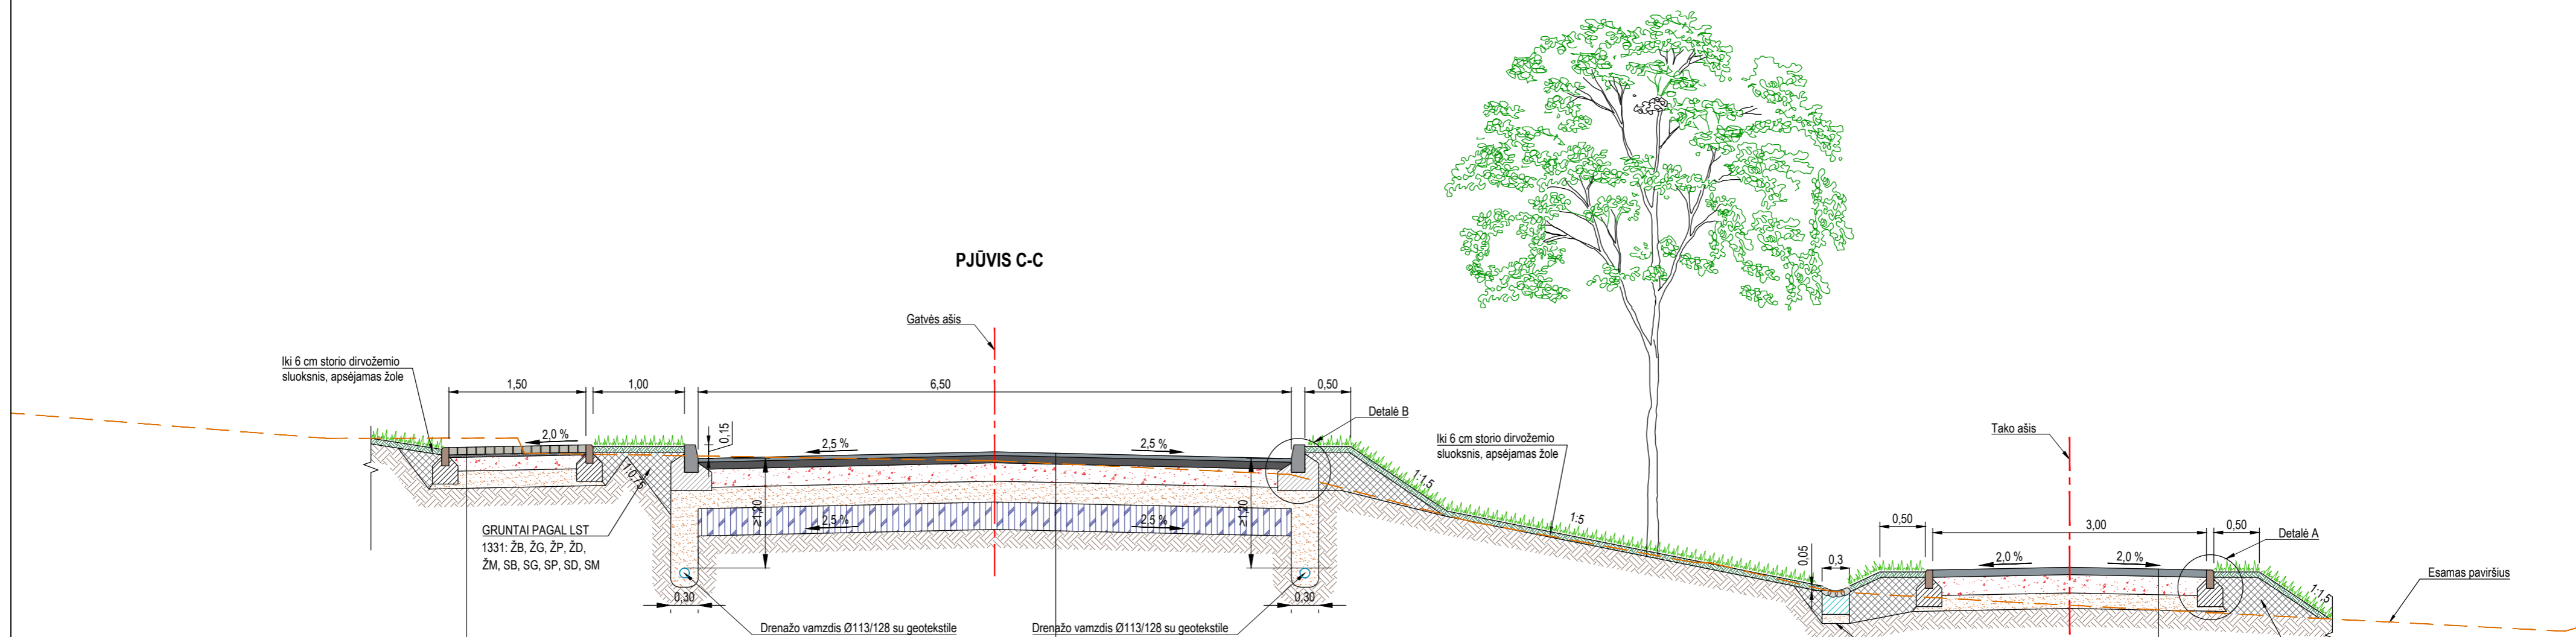 PJŪVIS C-C
Gatvės ašis
Iki 6 cm storio dirvožemio
sluoksnis, apsėjamas žole
1,50
1,00
6,50
0,50
Detalė B
0,15
2,0 %
2,5 %
2,5 %
1:0,75
≥1,20
≥1,20
2,5 %
2,5 %
GRUNTAI PAGAL LST
1331: ŽB, ŽG, ŽP, ŽD,
ŽM, SB, SG, SP, SD, SM
0,30
0,30
Drenažo vamzdis Ø113/128 su geotekstile
Drenažo vamzdis Ø113/128 su geotekstile
1:1,5
Iki 6 cm storio dirvožemio
sluoksnis, apsėjamas žole
1:5
Tako ašis
0,05
0,3
0,50
3,00
0,50
Detalė A
2,0 %
2,0 %
1:1,5
Esamas paviršius